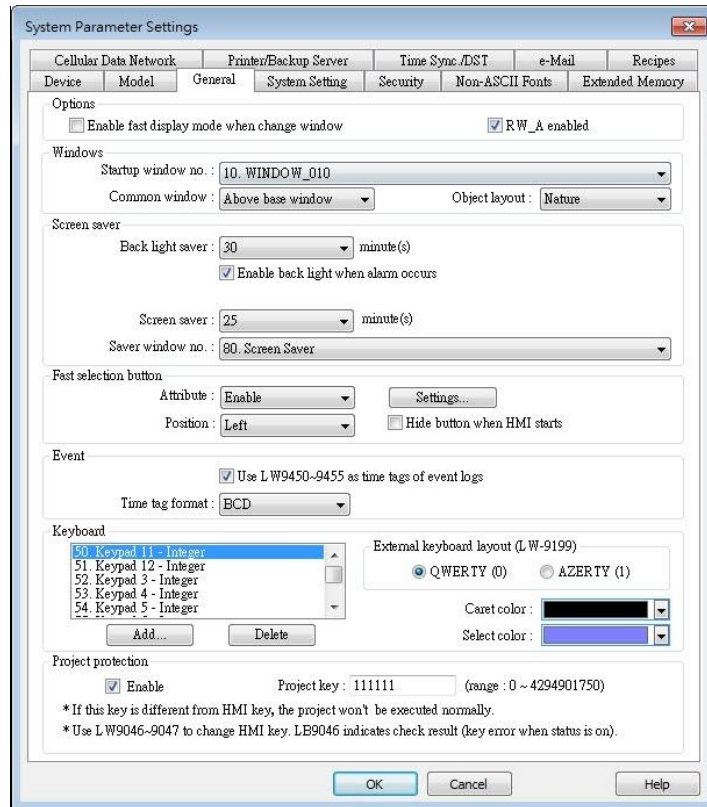 System Parameter Settings
Cellular Data Network Printer/Backup Server Time Sync./DST e-Mail Recipes
Device Model General System Setting Security Non-ASCII Fonts Extended Memory
Options
Enable fast display mode when change window RW_A enabled
Windows
Startup window no. : 10. WINDOW_010
Common window : Above base window Object layout : Nature
Screen saver
Back light saver : 30 minute(s)
Enable back light when alarm occurs
Screen saver : 25 minute(s)
Saver window no. : 80. Screen Saver
Fast selection button
Attribute : Enable Settings...
Position : Left Hide button when HMI starts
Event
Use LW9450~9455 as time tags of event logs
Time tag format : BCD
Keyboard
50. Keypad 11 - Integer
51. Keypad 12 - Integer
52. Keypad 3 - Integer
53. Keypad 4 - Integer
54. Keypad 5 - Integer
External keyboard layout (LW-9199)
QWERTY (0) AZERTY (1)
Caret color :
Add... Delete Select color :
Project protection
Enable Project key : 111111 (range : 0 ~ 4294901750)
* If this key is different from HMI key, the project won't be executed normally.
* Use LW9046~9047 to change HMI key. LB9046 indicates check result (key error when status is on).
OK Cancel Help